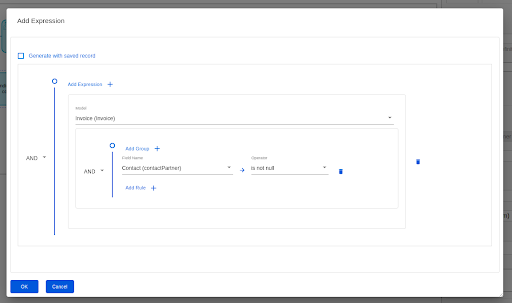 Add Expression
Generate with saved record
Add Expression +
Model
Invoice (Invoice)
Add Group +
Field Name
Operator
AND
AND
Contact (contactPartner)
is not null
Add Rule +
OK
Cancel